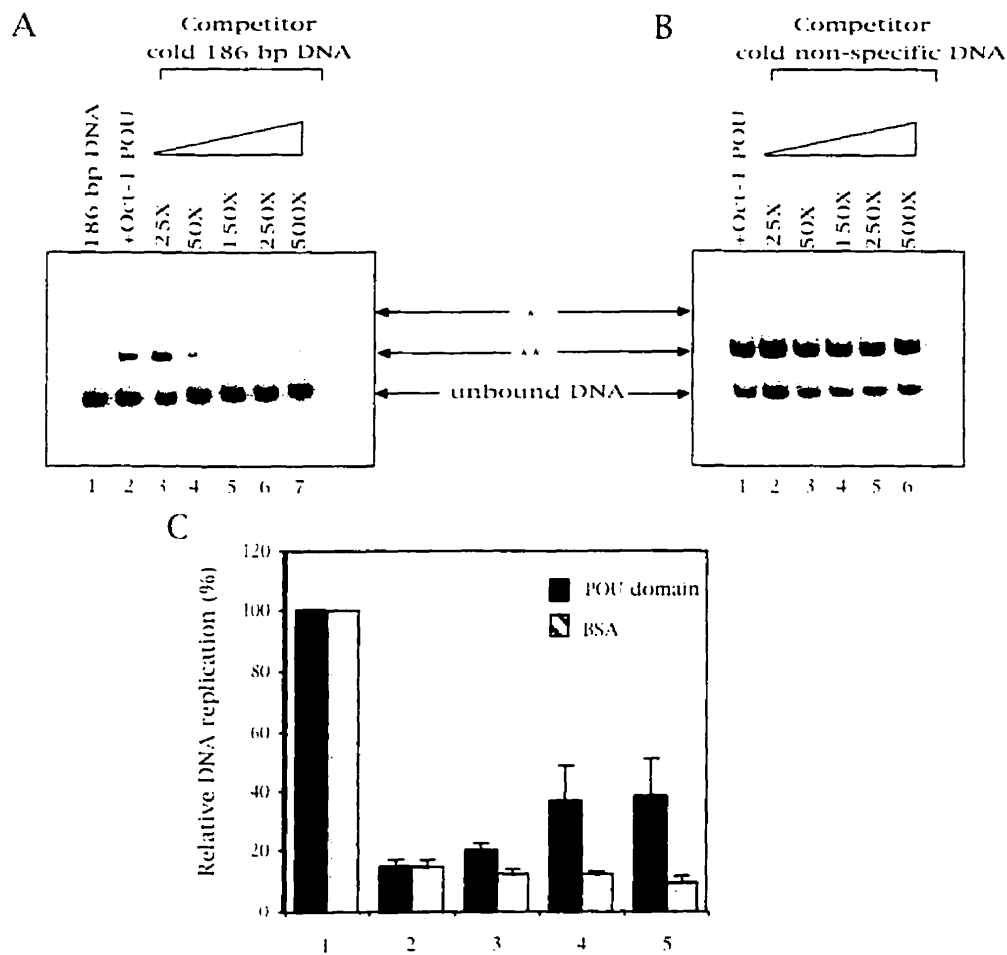 A
Competitor
cold 186 bp DNA
186 bp DNA
+Oct-1 POU
25X
50X
150X
250X
500X
*
**
unbound DNA
1 2 3 4 5 6 7
B
Competitor
cold non-specific DNA
+Oct-1 POU
25X
50X
150X
250X
500X
1 2 3 4 5 6
C
Relative DNA replication (%)
120
100
80
60
40
20
0
POU domain
BSA
1 2 3 4 5